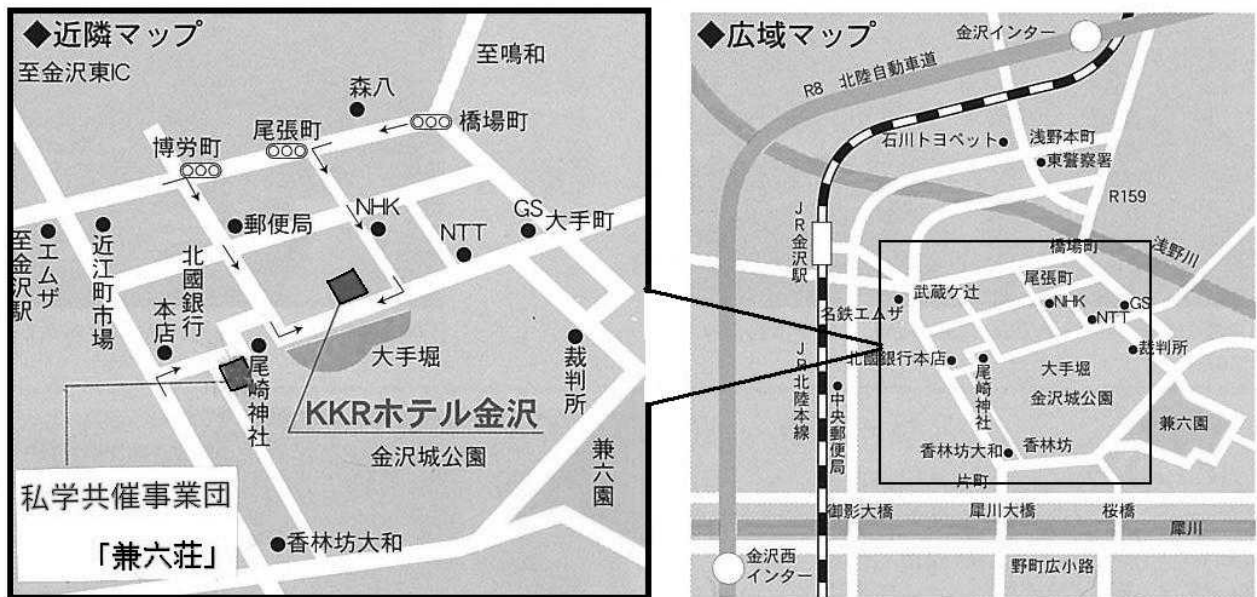 ◆近隣マップ
至金沢東IC
至鳴和
森八
橋場町
尾張町
博労町
NHK
GS
大手町
郵便局
NTT
至金沢駅
エムザ
近江町市場
北國銀行
本店
尾崎神社
大手堀
裁判所
KKRホテル金沢
金沢城公園
兼六園
私学共催事業団
「兼六荘」
香林坊大和
◆広域マップ
金沢インター
R8 北陸自動車道
石川トヨペット
浅野本町
東警察署
R159
JR金沢駅
橋場町
浅野川
尾張町
武蔵ケ辻
NHK
GS
名鉄エムザ
NTT
北國銀行本店
裁判所
JR北陸本線
尾崎神社
大手堀
金沢城公園
中央郵便局
兼六園
香林坊大和
香林坊
片町
御影大橋
犀川大橋
桜橋
犀川
金沢西
インター
野町広小路